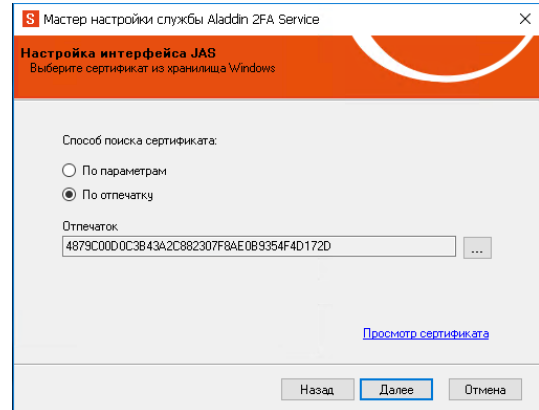 S Мастер настройки службы Aladdin 2FA Service
Настройка интерфейса JAS
Выберите сертификат из хранилища Windows
Способ поиска сертификата:
По параметрам
По отпечатку
Отпечаток
4879C00D0C3B43A2C882307F8AE0B9354F4D172D
...
Просмотр сертификата
Назад Далее Отмена